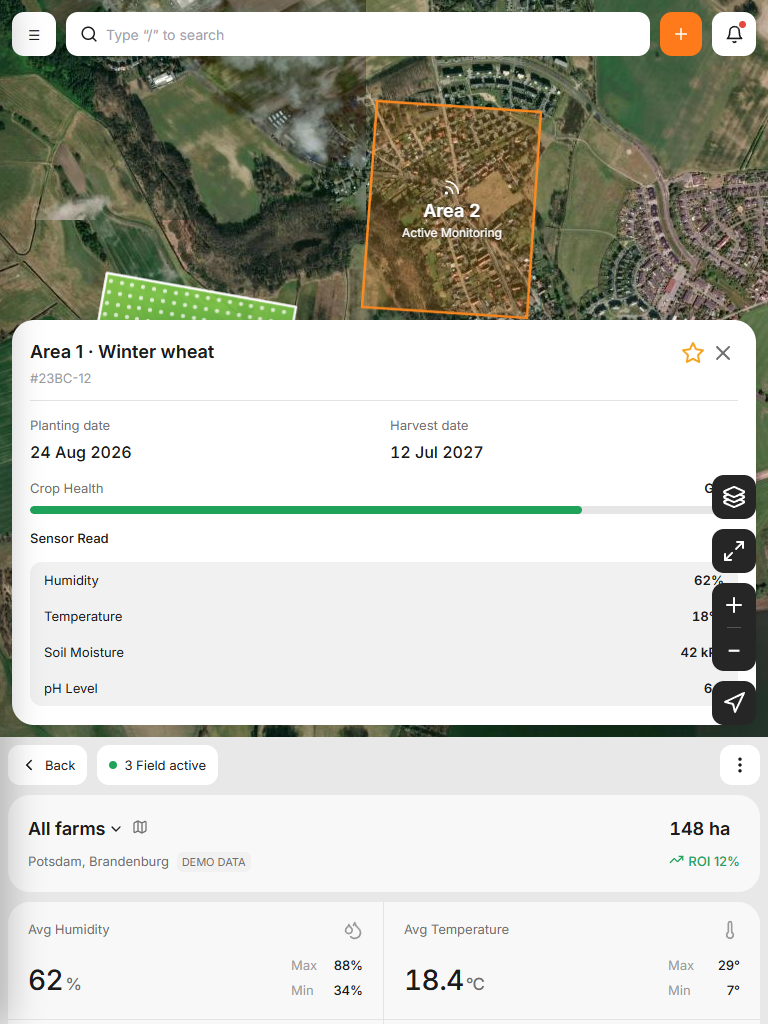 Type “/” to search
Area 2
Active Monitoring
Area 1 · Winter wheat
#23BC-12
Planting date
Harvest date
24 Aug 2026
12 Jul 2027
Crop Health
Sensor Read
Humidity 62%
Temperature 18°
Soil Moisture 42
pH Level 6
Back
3 Field active
All farms
148 ha
Potsdam, Brandenburg DEMO DATA
ROI 12%
Avg Humidity
Avg Temperature
62 %
Max 88%
Min 34%
18.4 °C
Max 29°
Min 7°